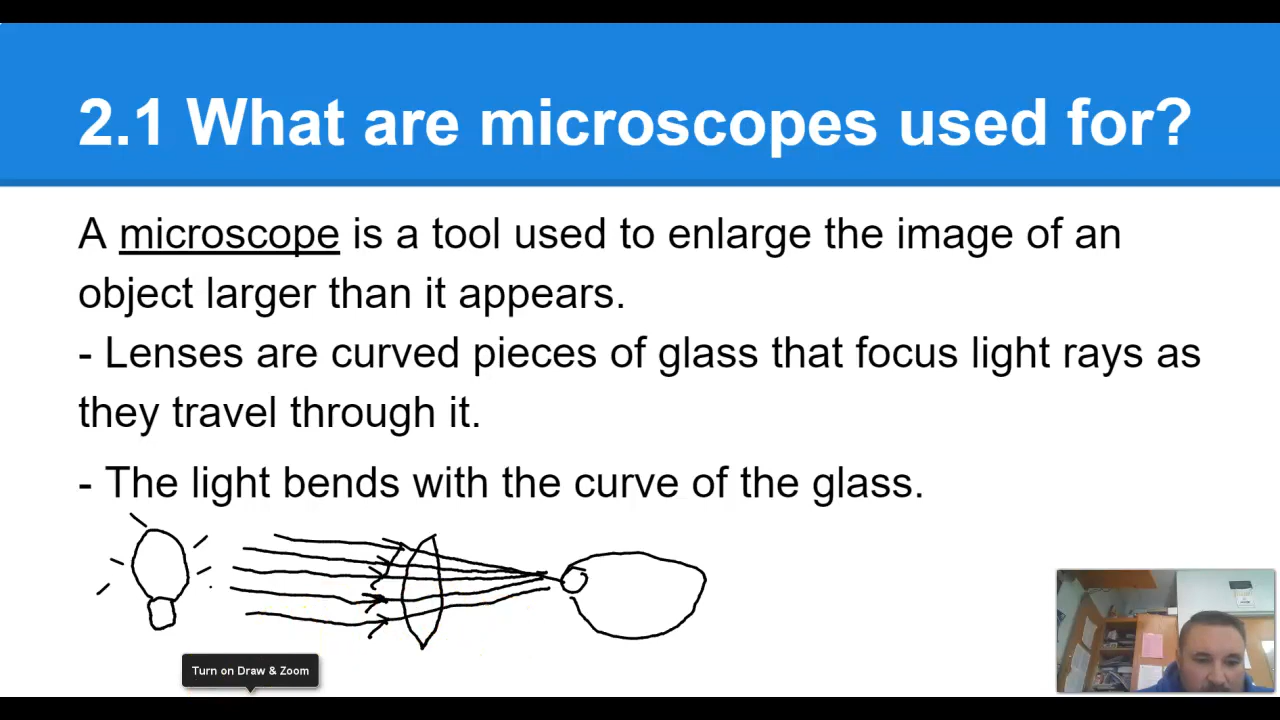 2.1 What are microscopes used for?
A microscope is a tool used to enlarge the image of an
object larger than it appears.
- Lenses are curved pieces of glass that focus light rays as
they travel through it.
- The light bends with the curve of the glass.
Turn on Draw & Zoom